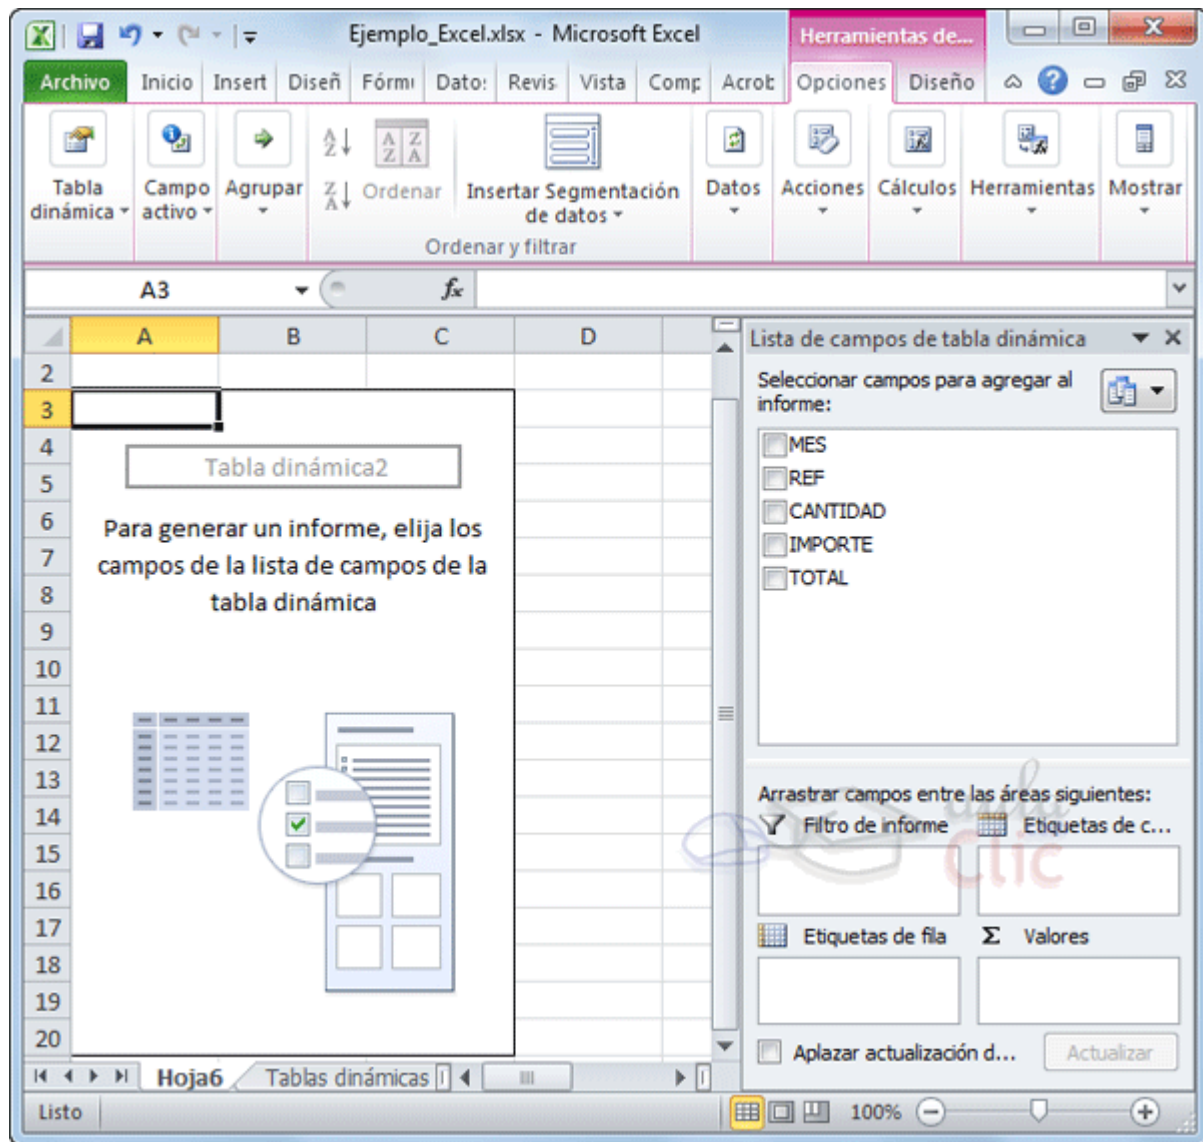 Ejemplo_Excel.xlsx - Microsoft Excel
Herramientas de...
Archivo Inicio Insert Diseñ Fórmu Datos Revis Vista Comp Acrob Opciones Diseño
Tabla dinámica
Campo activo
Agrupar
A Z
Z A
A Z
Z A
Ordenar
Insertar Segmentación de datos
Ordenar y filtrar
Datos
Acciones
Cálculos
Herramientas
Mostrar
A3
fx
A B C D
2
3
4
5
6
7
8
9
10
11
12
13
14
15
16
17
18
19
20
Tabla dinámica2
Para generar un informe, elija los
campos de la lista de campos de la
tabla dinámica
Lista de campos de tabla dinámica
Seleccionar campos para agregar al
informe:
MES
REF
CANTIDAD
IMPORTE
TOTAL
Arrastrar campos entre las áreas siguientes:
Filtro de informe
Etiquetas de c...
Etiquetas de fila
Σ Valores
aula
Clic
Aplazar actualización d...
Actualizar
Hoja6 Tablas dinámicas
Listo
100%